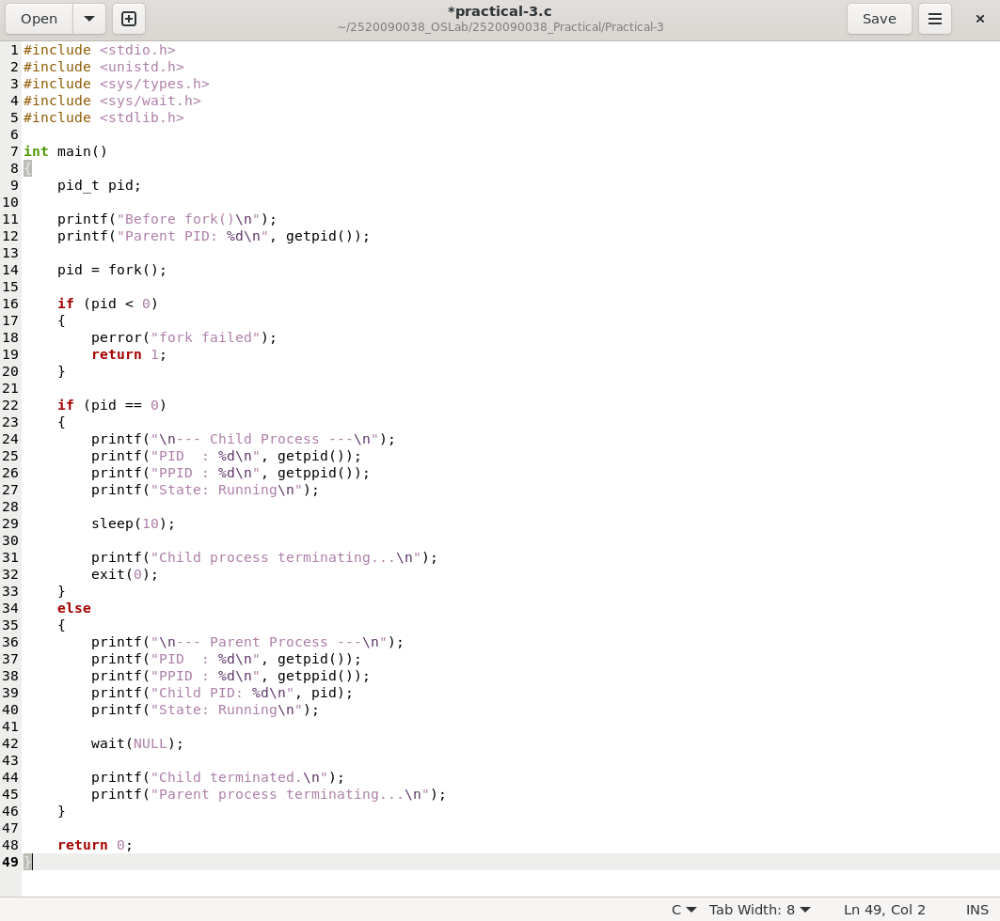 Open
*practical-3.c
~/2520090038_OSLab/2520090038_Practical/Practical-3
Save
1 #include <stdio.h>
2 #include <unistd.h>
3 #include <sys/types.h>
4 #include <sys/wait.h>
5 #include <stdlib.h>
6
7 int main()
8 {
9     pid_t pid;
10
11     printf("Before fork()\n");
12     printf("Parent PID: %d\n", getpid());
13
14     pid = fork();
15
16     if (pid < 0)
17     {
18         perror("fork failed");
19         return 1;
20     }
21
22     if (pid == 0)
23     {
24         printf("\n--- Child Process ---\n");
25         printf("PID  : %d\n", getpid());
26         printf("PPID : %d\n", getppid());
27         printf("State: Running\n");
28
29         sleep(10);
30
31         printf("Child process terminating...\n");
32         exit(0);
33     }
34     else
35     {
36         printf("\n--- Parent Process ---\n");
37         printf("PID  : %d\n", getpid());
38         printf("PPID : %d\n", getppid());
39         printf("Child PID: %d\n", pid);
40         printf("State: Running\n");
41
42         wait(NULL);
43
44         printf("Child terminated.\n");
45         printf("Parent process terminating...\n");
46     }
47
48     return 0;
49 }
C Tab Width: 8 Ln 49, Col 2 INS